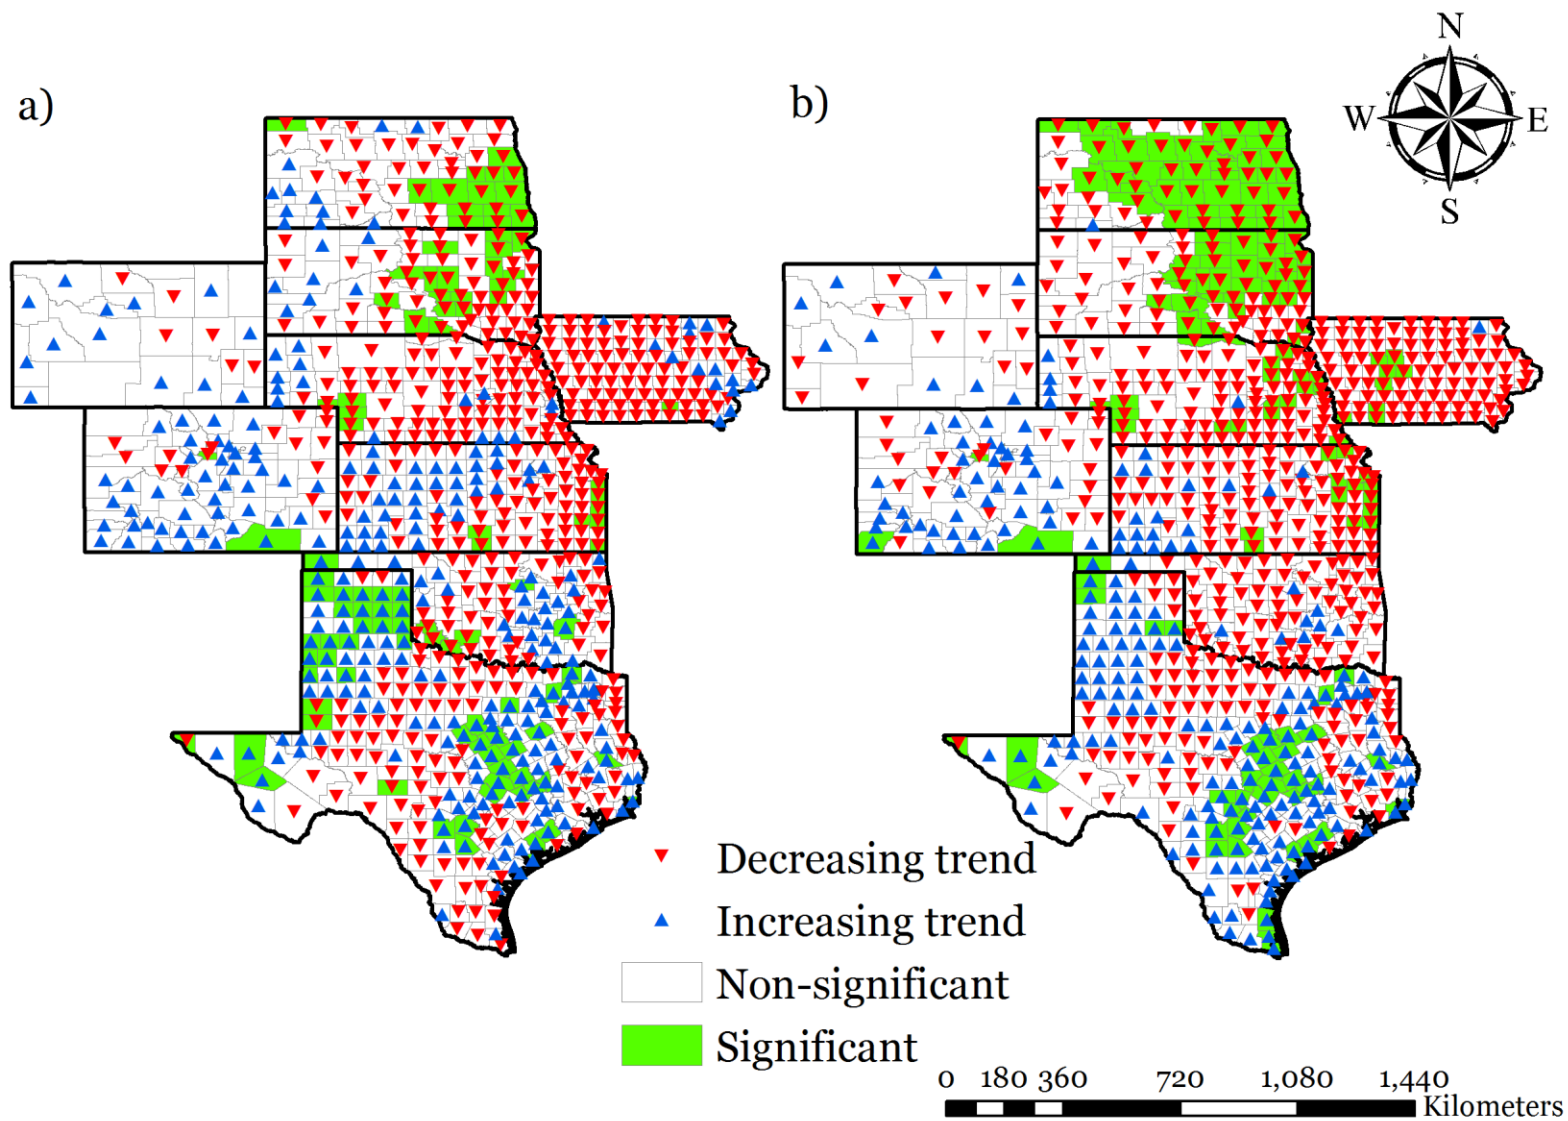 a)
b)
N
W
E
S
Decreasing trend
Increasing trend
Non-significant
Significant
0 180 360 720 1,080 1,440
Kilometers